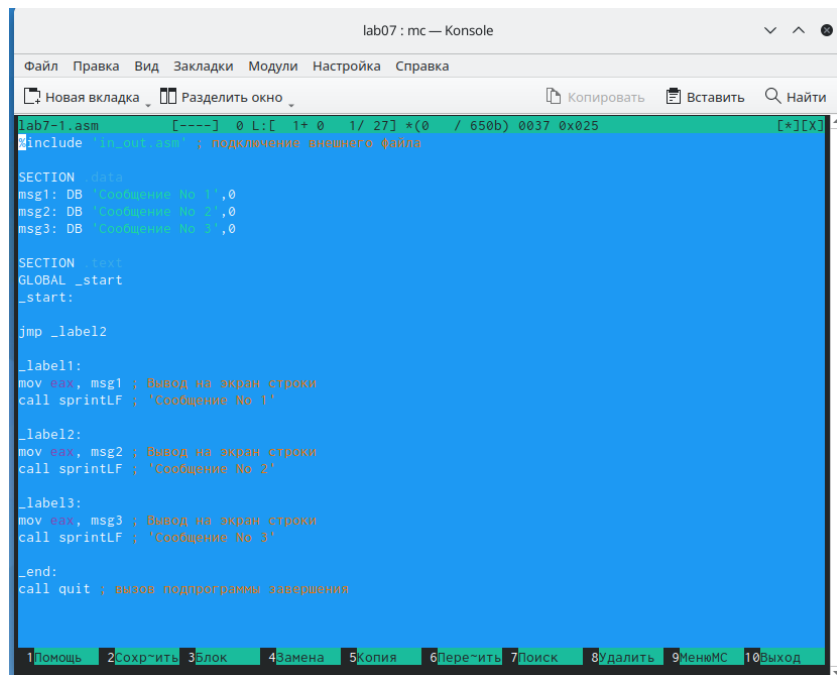 lab07 : mc — Konsole
Файл Правка Вид Закладки Модули Настройка Справка
Новая вкладка Разделить окно Копировать Вставить Найти
lab7-1.asm [----] 0 L:[ 1+ 0 1/ 27] *(0 / 650b) 0037 0x025 [*][X]
%include 'in_out.asm' ; подключение внешнего файла
SECTION .data
msg1: DB 'Сообщение No 1',0
msg2: DB 'Сообщение No 2',0
msg3: DB 'Сообщение No 3',0
SECTION .text
GLOBAL _start
_start:
jmp _label2
_label1:
mov eax, msg1 ; Вывод на экран строки
call sprintLF ; 'Сообщение No 1'
_label2:
mov eax, msg2 ; Вывод на экран строки
call sprintLF ; 'Сообщение No 2'
_label3:
mov eax, msg3 ; Вывод на экран строки
call sprintLF ; 'Сообщение No 3'
_end:
call quit ; вызов подпрограммы завершения
1Помощь 2Сохр~ить 3Блок 4Замена 5Копия 6Пере~ить 7Поиск 8Удалить 9МенюМС 10Выход